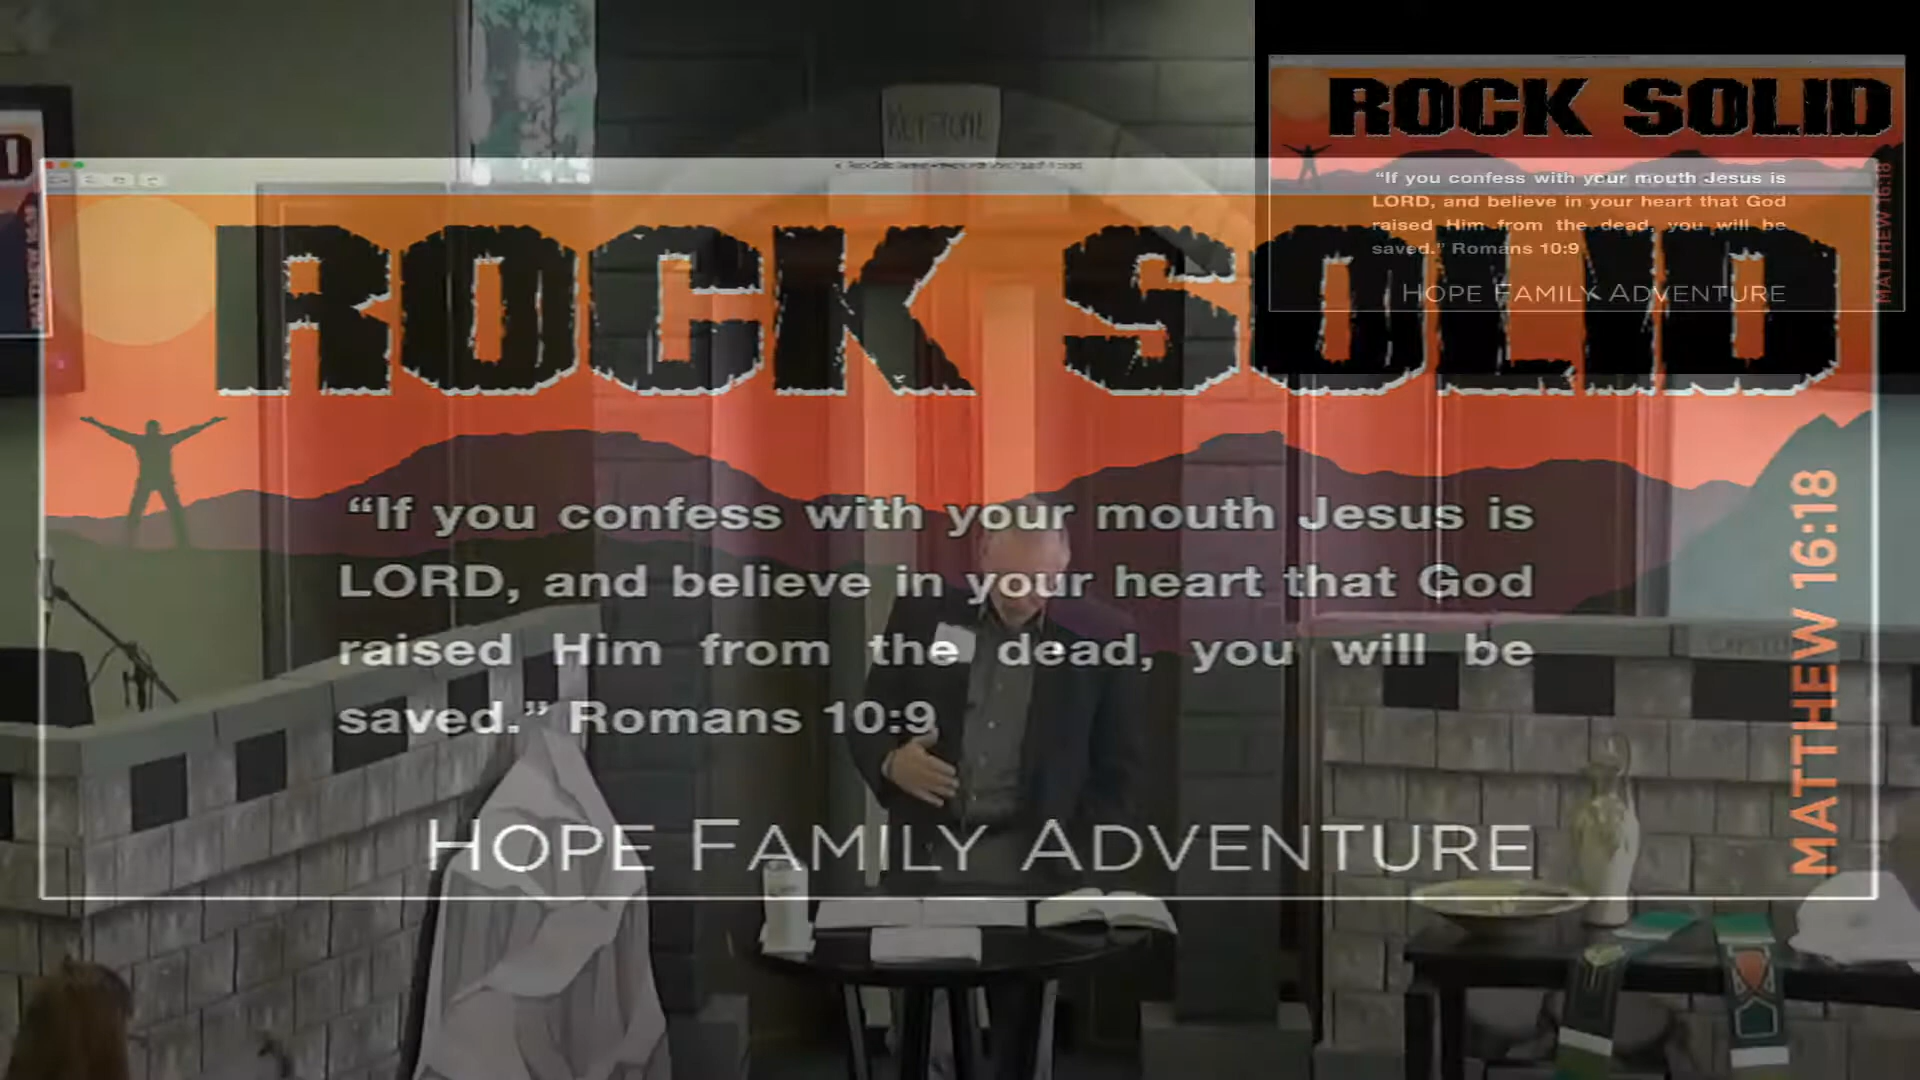 KEYSTONE
ROCK SOLID
“If you confess with your mouth Jesus is
LORD, and believe in your heart that God
raised Him from the dead, you will be
saved.” Romans 10:9
HOPE FAMILY ADVENTURE
MATTHEW 16:18
ROCK SOLID
“If you confess with your mouth Jesus is
LORD, and believe in your heart that God
raised Him from the dead, you will be
saved.” Romans 10:9
HOPE FAMILY ADVENTURE
MATTHEW 16:18